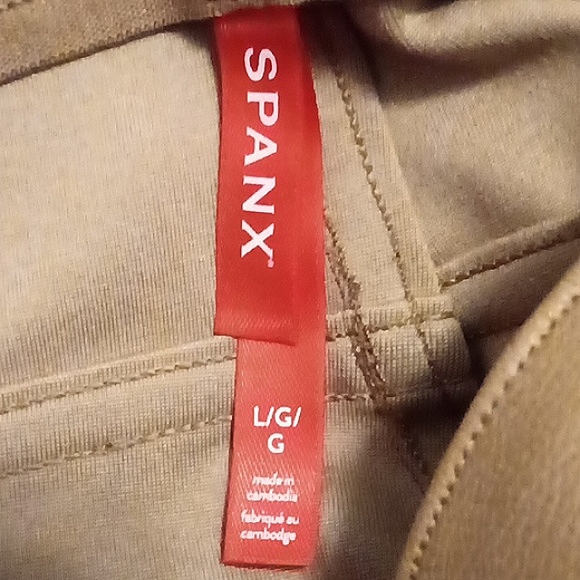 SPANX
L/G/
G
made in
cambodia
fabriqué au
cambodge